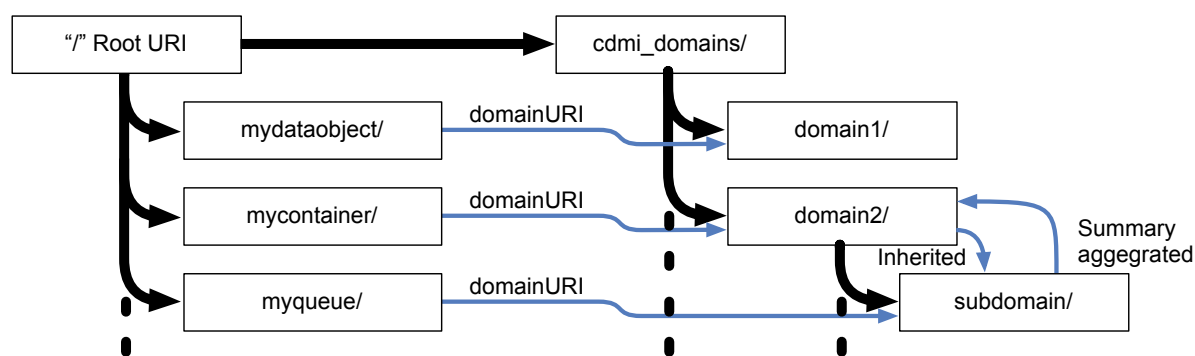 “/” Root URI
cdmi_domains/
mydataobject/
domainURI
domain1/
mycontainer/
domainURI
domain2/
Inherited
Summary
aggegrated
myqueue/
domainURI
subdomain/